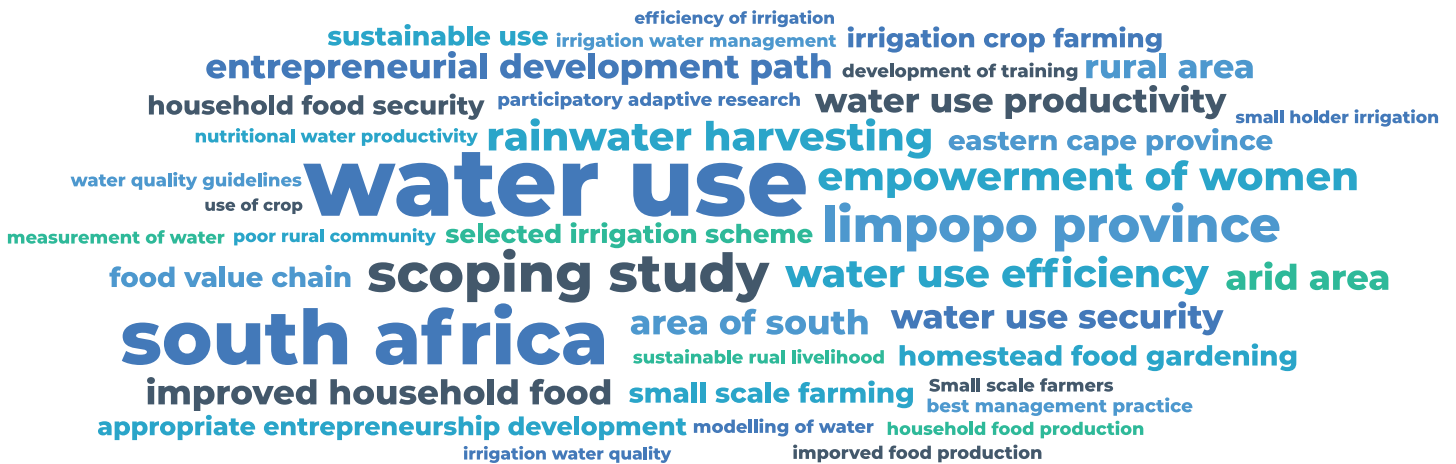 efficiency of irrigation
sustainable use irrigation water management irrigation crop farming
entrepreneurial development path development of training rural area
household food security participatory adaptive research water use productivity small holder irrigation
nutritional water productivity rainwater harvesting eastern cape province
water quality guidelines water use empowerment of women
use of crop
measurement of water poor rural community selected irrigation scheme limpopo province
food value chain scoping study water use efficiency arid area
south africa area of south water use security
sustainable rual livelihood homestead food gardening
improved household food small scale farming Small scale farmers
best management practice
appropriate entrepreneurship development modelling of water household food production
irrigation water quality imporved food production